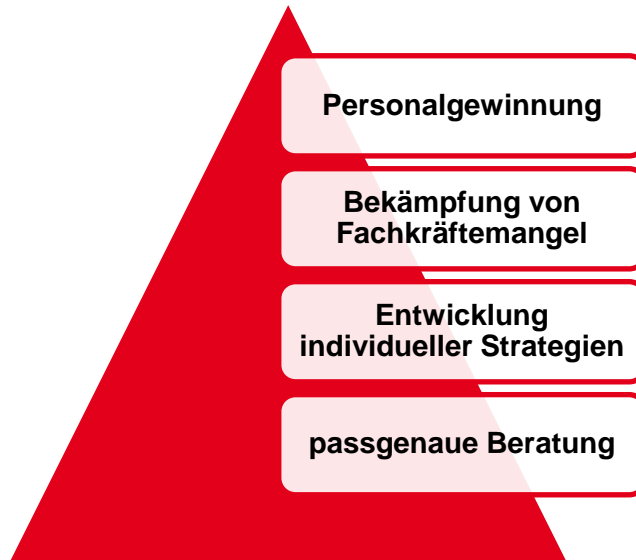 Personalgewinnung
Bekämpfung von
Fachkräftemangel
Entwicklung
individueller Strategien
passgenaue Beratung